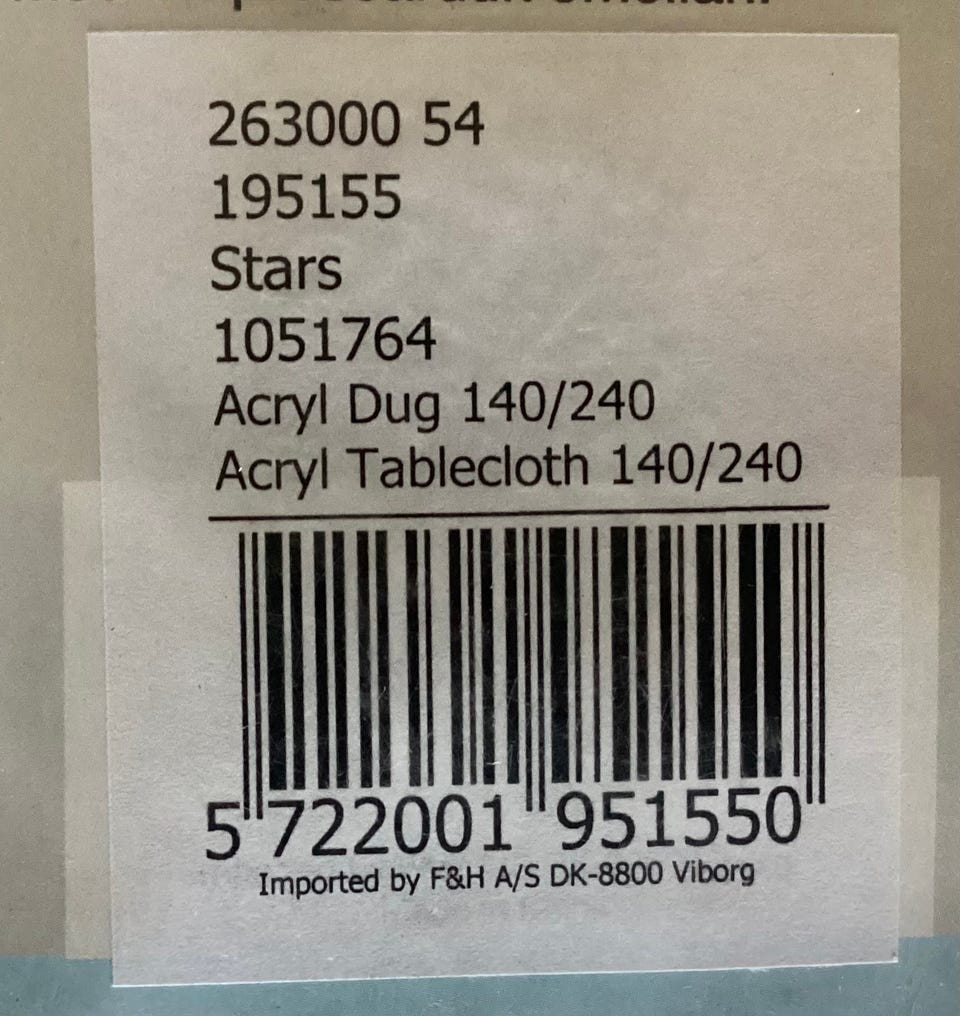 263000 54
195155
Stars
1051764
Acryl Dug 140/240
Acryl Tablecloth 140/240
5 722001 951550
Imported by F&H A/S DK-8800 Viborg